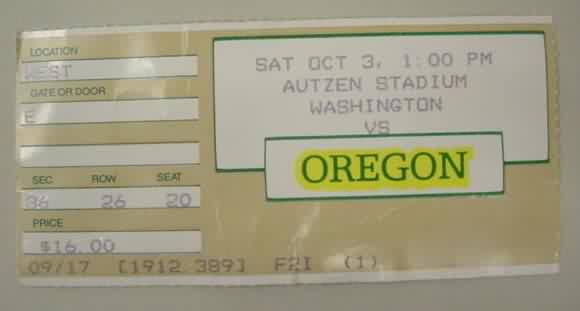 LOCATION
WEST
GATE OR DOOR
E
SEC ROW SEAT
36 26 20
PRICE
$16.00
SAT OCT 3, 1:00 PM
AUTZEN STADIUM
WASHINGTON
VS
OREGON
09/17 [1912 389] F2I (1)